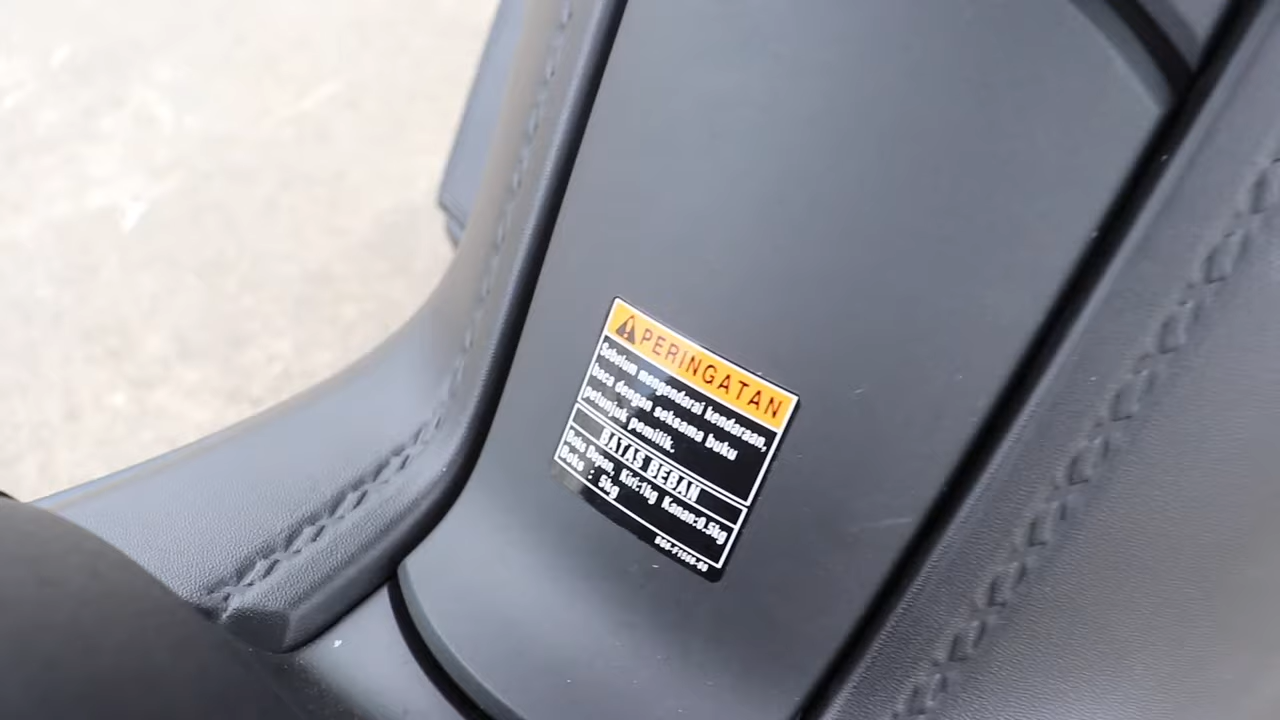 PERINGATAN
Sebelum mengendarai kendaraan,
baca dengan seksama buku
petunjuk pemilik.
BATAS BEBAN
Boks Depan, Kiri:1kg Kanan:0.5kg
Boks : 5kg